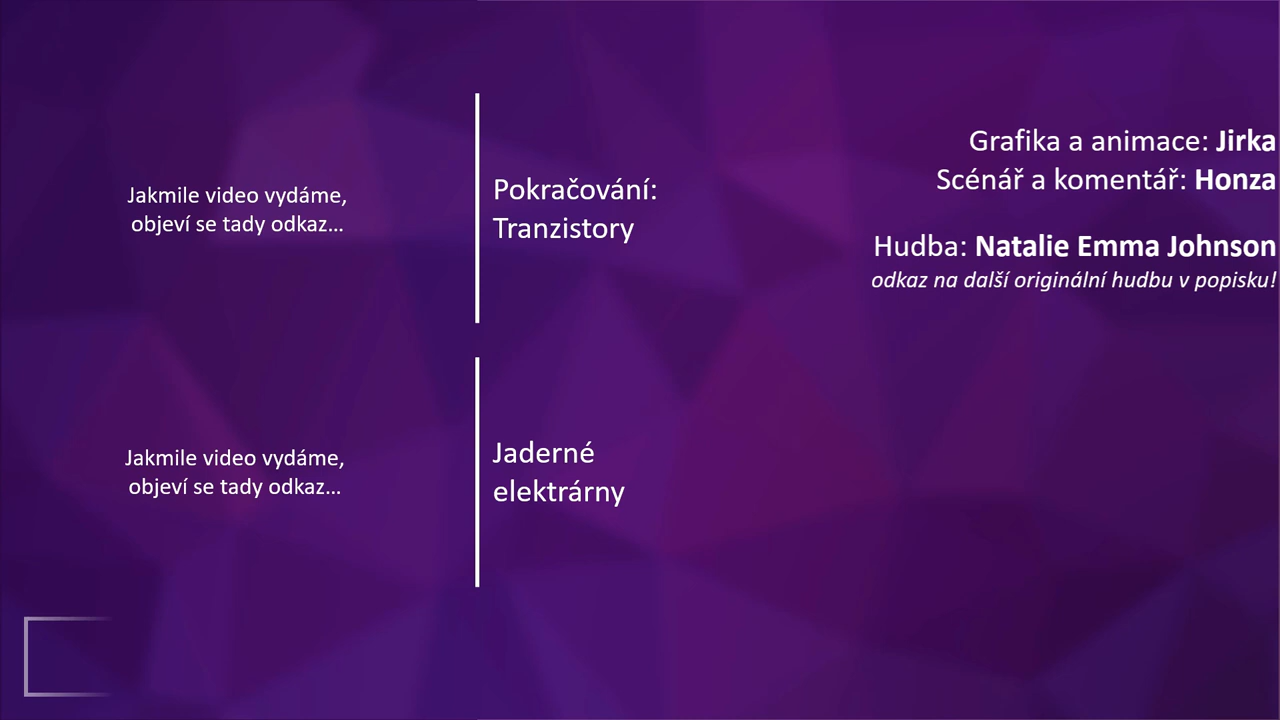 Jakmile video vydáme,
objeví se tady odkaz...
Pokračování:
Tranzistory
Grafika a animace: Jirka
Scénář a komentář: Honza
Hudba: Natalie Emma Johnson
odkaz na další originální hudbu v popisku!
Jakmile video vydáme,
objeví se tady odkaz...
Jaderné
elektrárny